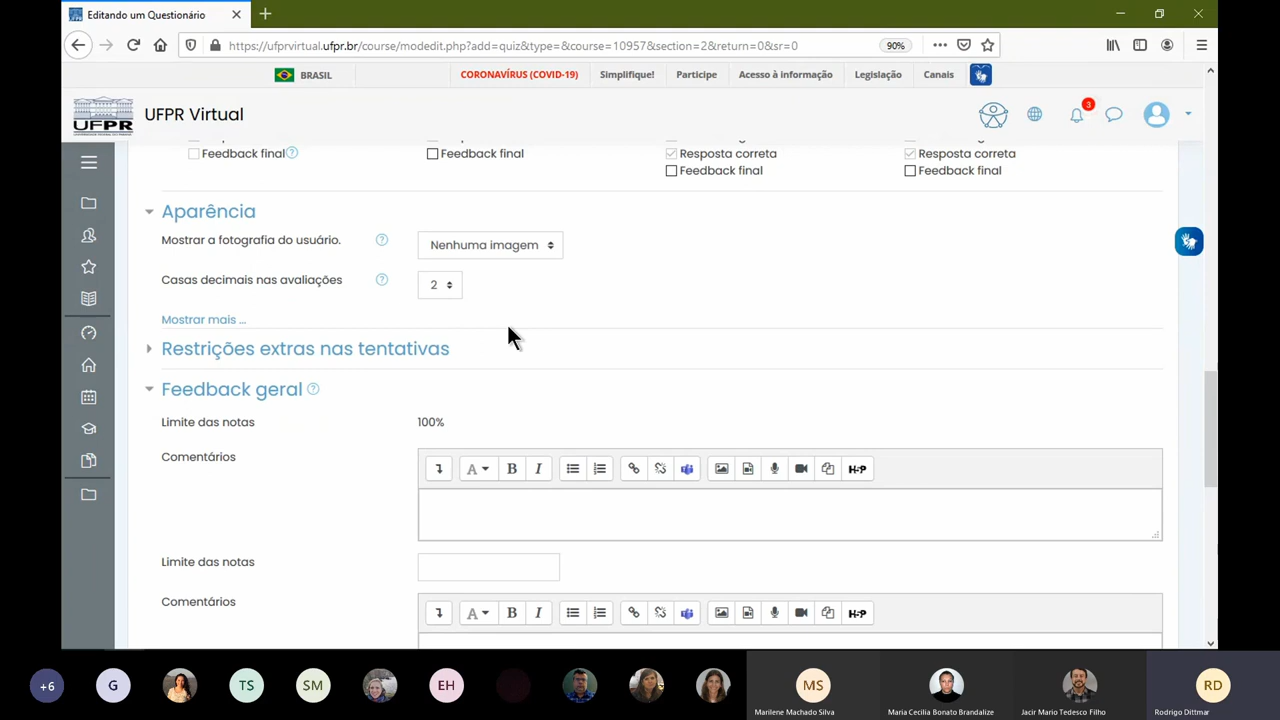 Editando um Questionário
https://ufprvirtual.ufpr.br/course/modedit.php?add=quiz&type=&course=10957&section=2&return=0&sr=0
90%
BRASIL
CORONAVÍRUS (COVID-19)
Simplifique!
Participe
Acesso à informação
Legislação
Canais
UFPR
UFPR Virtual
3
Feedback final
Feedback final
Resposta correta
Resposta correta
Feedback final
Feedback final
Aparência
Mostrar a fotografia do usuário.
Nenhuma imagem
Casas decimais nas avaliações
2
Mostrar mais ...
Restrições extras nas tentativas
Feedback geral
Limite das notas
100%
Comentários
A
B
I
H-P
Limite das notas
Comentários
A
B
I
H-P
+6
G
TS
SM
EH
MS
RD
Marilene Machado Silva
Maria Cecilia Bonato Brandalize
Jacir Mario Tedesco Filho
Rodrigo Dittmar